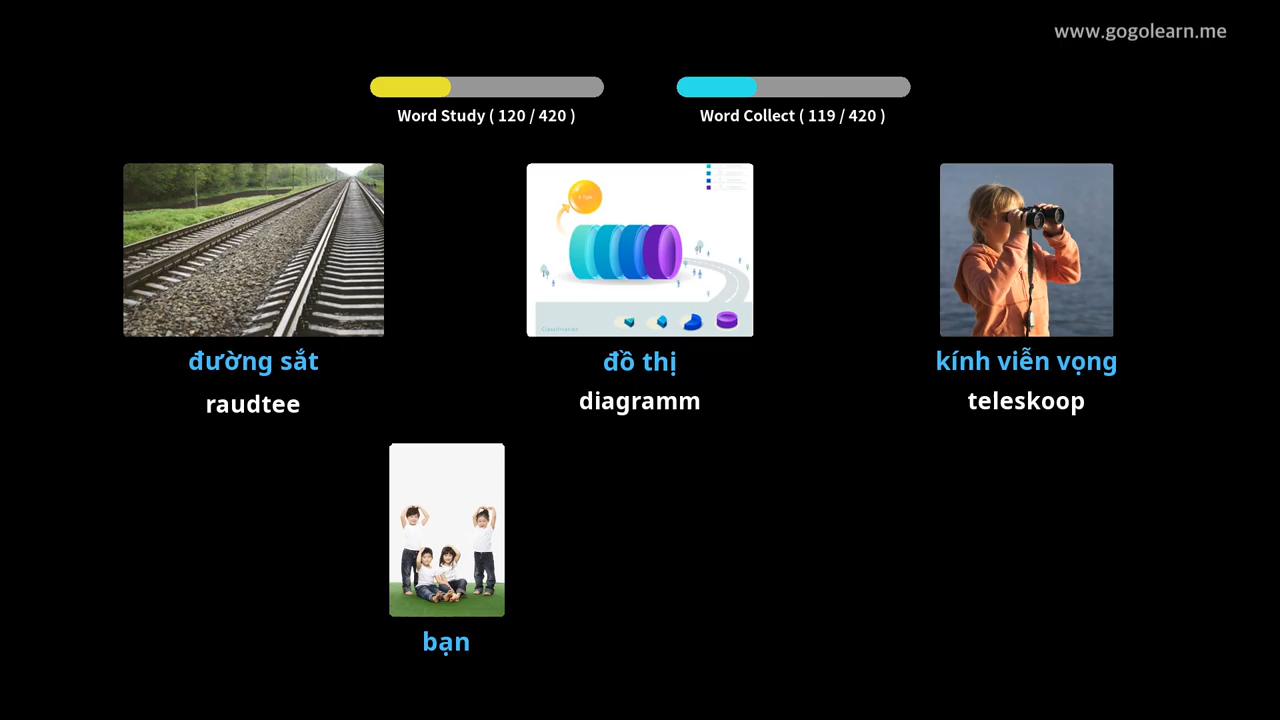 www.gogolearn.me
Word Study ( 120 / 420 )
Word Collect ( 119 / 420 )
đường sắt
đồ thị
kính viễn vọng
raudtee
diagramm
teleskoop
bạn